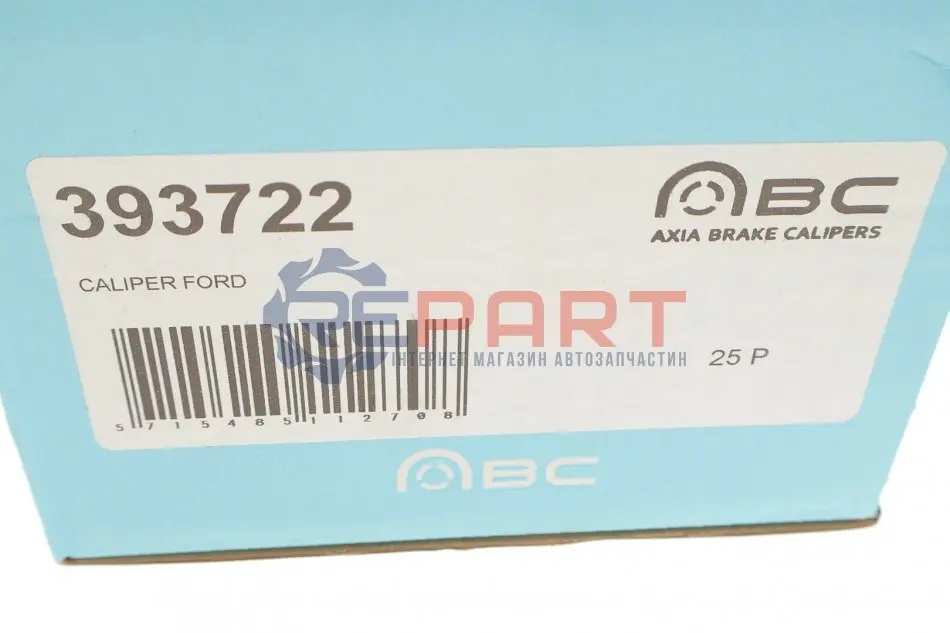 393722
ABC
AXIA BRAKE CALIPERS
CALIPER FORD
REPART
ІНТЕРНЕТ МАГАЗИН АВТОЗАПЧАСТИН
25 P
5715485112708
ABC